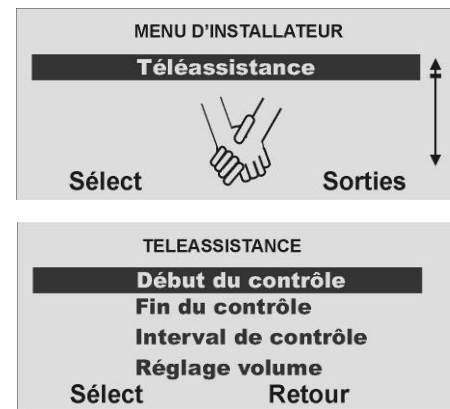 MENU D'INSTALLATEUR
Téléassistance
Sélect Sorties
TELEASSISTANCE
Début du contrôle
Fin du contrôle
Interval de contrôle
Réglage volume
Sélect Retour